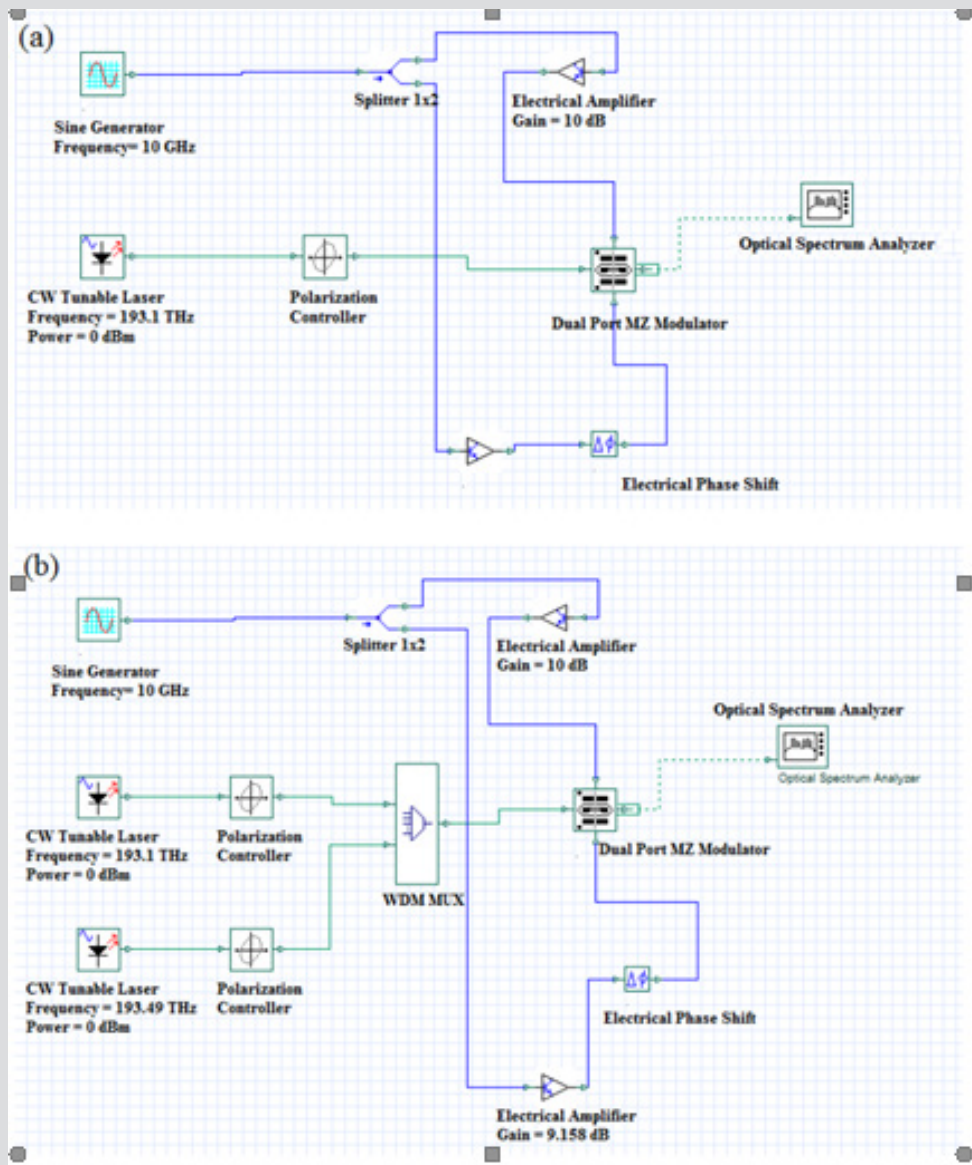 (a)
Splitter 1x2
Electrical Amplifier
Gain = 10 dB
Sine Generator
Frequency= 10 GHz
Optical Spectrum Analyzer
CW Tunable Laser
Frequency = 193.1 THz
Power = 0 dBm
Polarization
Controller
Dual Port MZ Modulator
Δϕ
Electrical Phase Shift
(b)
Splitter 1x2
Electrical Amplifier
Gain = 10 dB
Sine Generator
Frequency= 10 GHz
Optical Spectrum Analyzer
Optical Spectrum Analyzer
CW Tunable Laser
Frequency = 193.1 THz
Power = 0 dBm
Polarization
Controller
Dual Port MZ Modulator
WDM MUX
CW Tunable Laser
Frequency = 193.49 THz
Power = 0 dBm
Polarization
Controller
Δϕ
Electrical Phase Shift
Electrical Amplifier
Gain = 9.158 dB